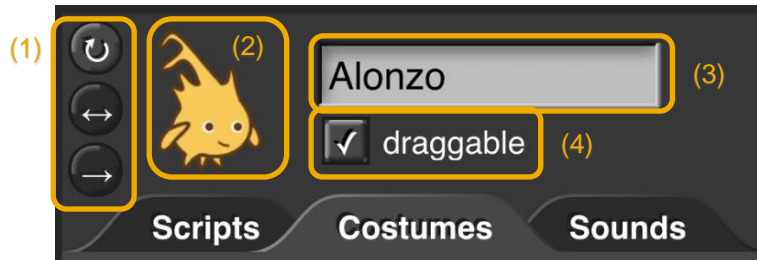 (1)
(2)
Alonzo
(3)
draggable
(4)
Scripts Costumes Sounds